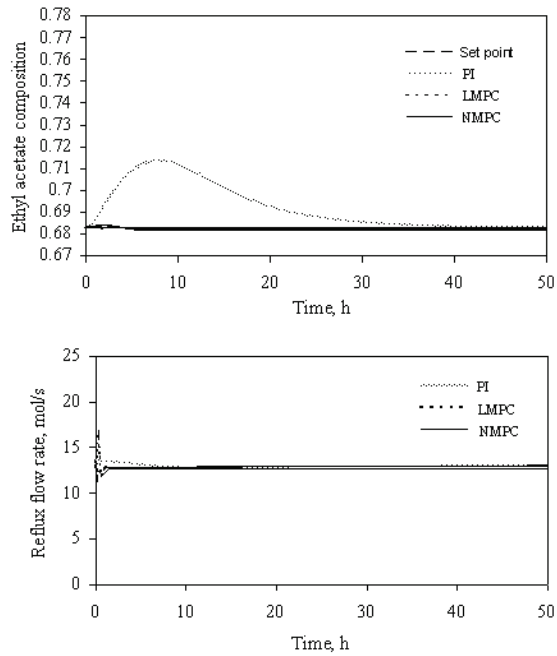 0.78
0.77
0.76
0.75
0.74
0.73
0.72
0.71
0.7
0.69
0.68
0.67
Ethyl acetate composition
Set point
PI
LMPC
NMPC
0 10 20 30 40 50
Time, h
25
20
15
10
5
0
Reflux flow rate, mol/s
PI
LMPC
NMPC
0 10 20 30 40 50
Time, h